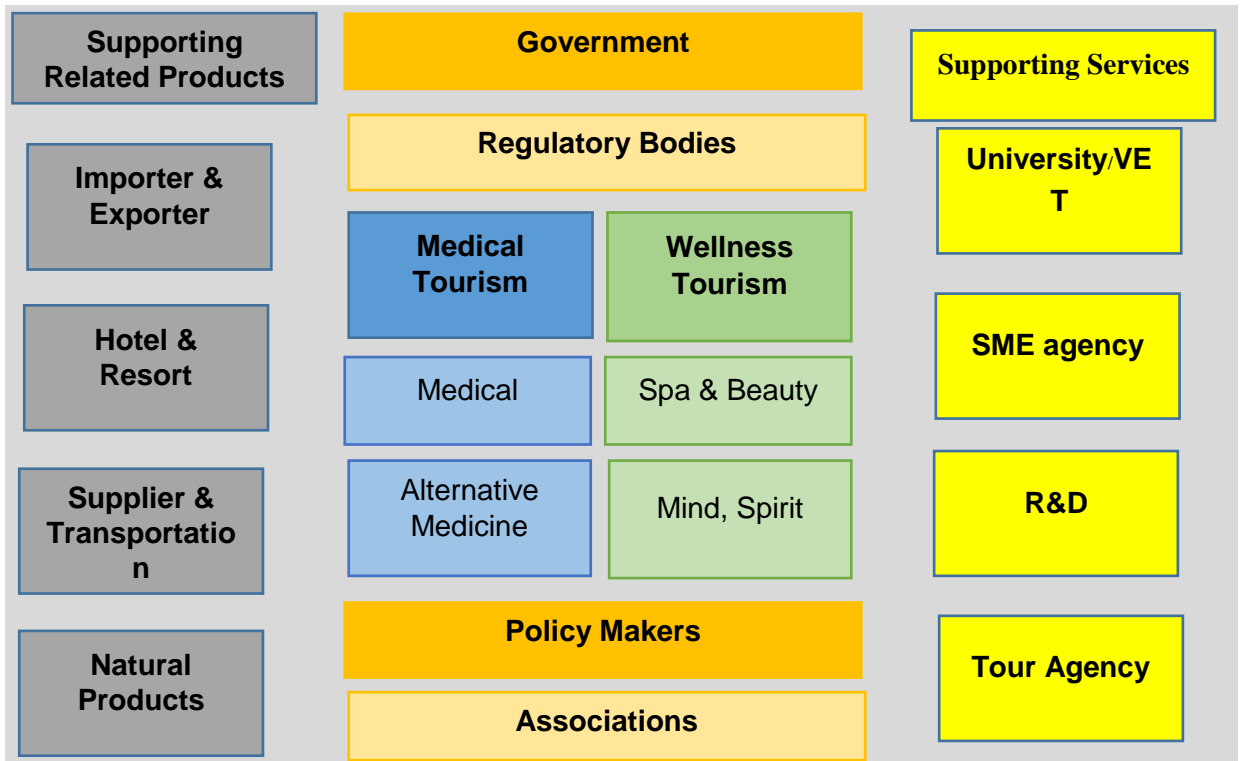 Supporting
Related Products
Importer &
Exporter
Hotel &
Resort
Supplier &
Transportatio
n
Natural
Products
Government
Regulatory Bodies
Medical
Tourism
Wellness
Tourism
Medical
Spa & Beauty
Alternative
Medicine
Mind, Spirit
Policy Makers
Associations
Supporting Services
University/VE
T
SME agency
R&D
Tour Agency